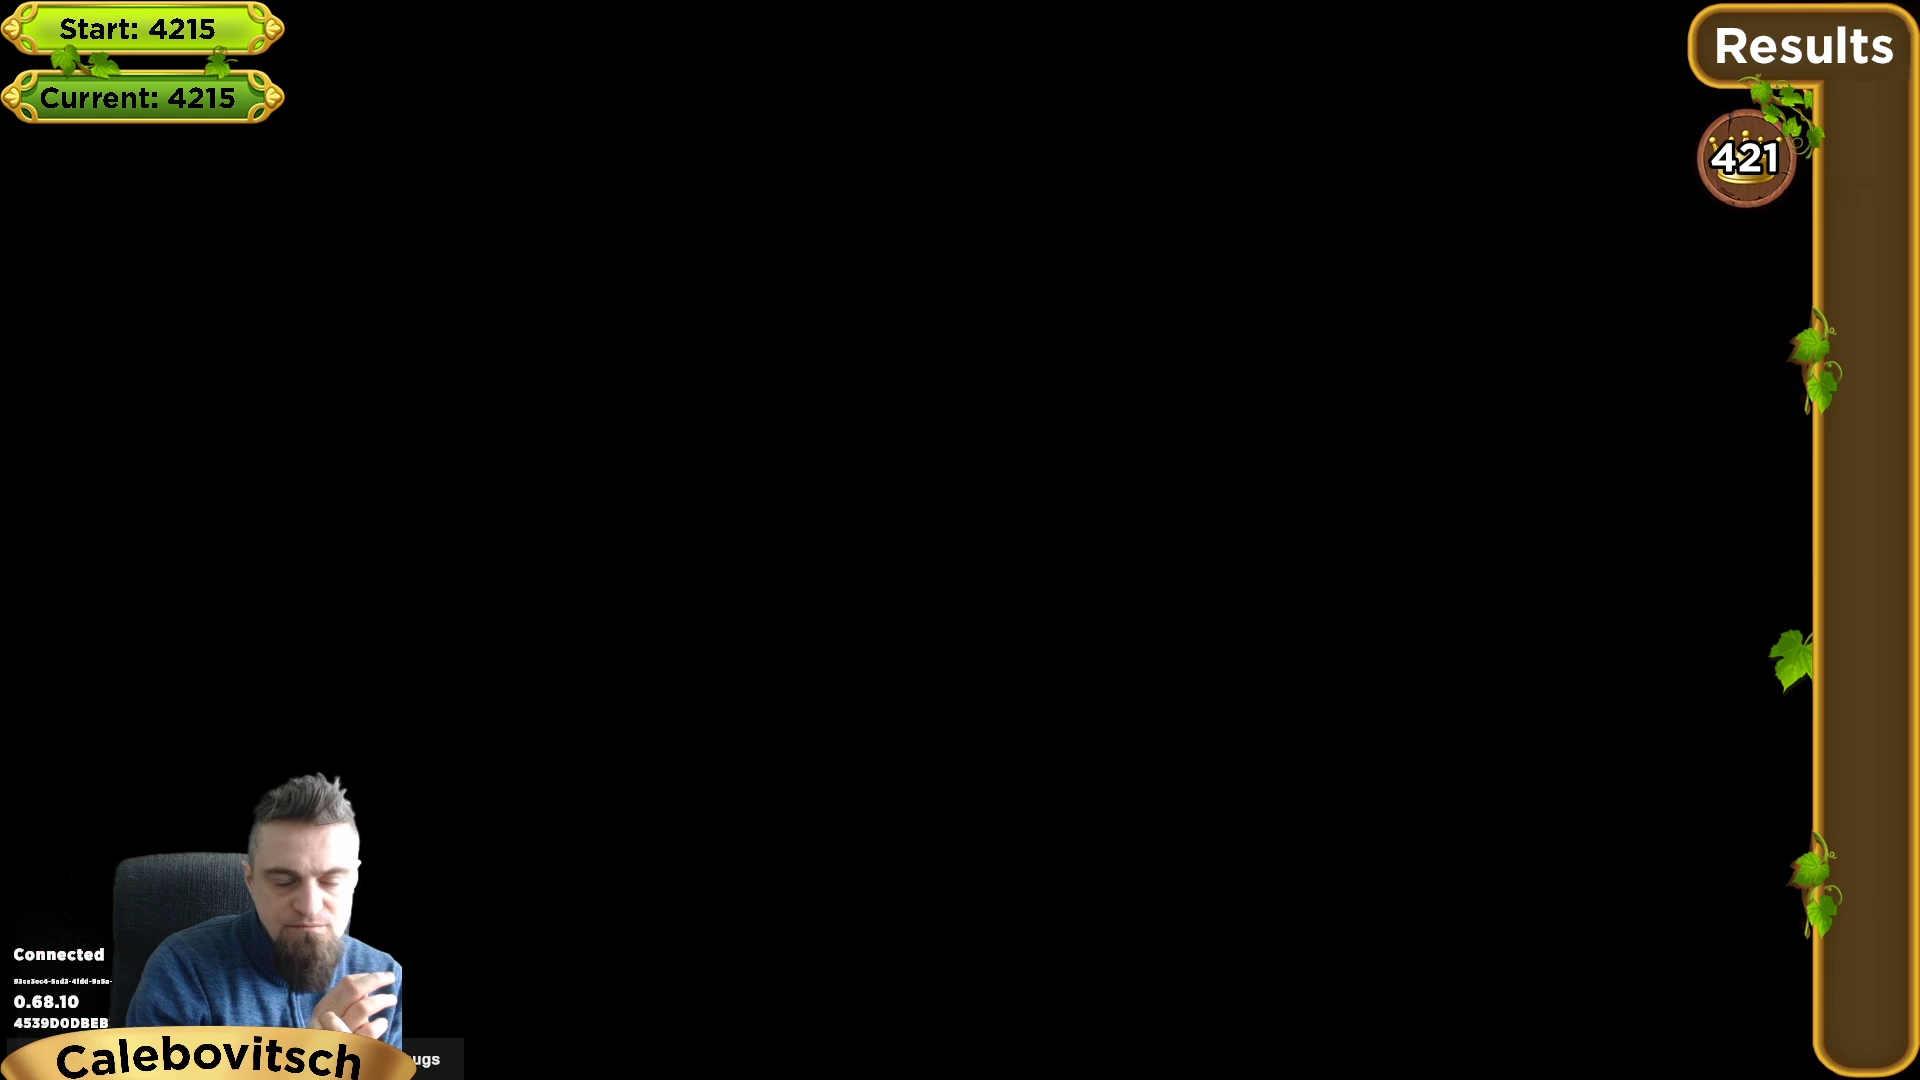 Start: 4215
Current: 4215
Results
421
Connected
0.68.10
4539D0DBEB
Calebovitsch
ugs